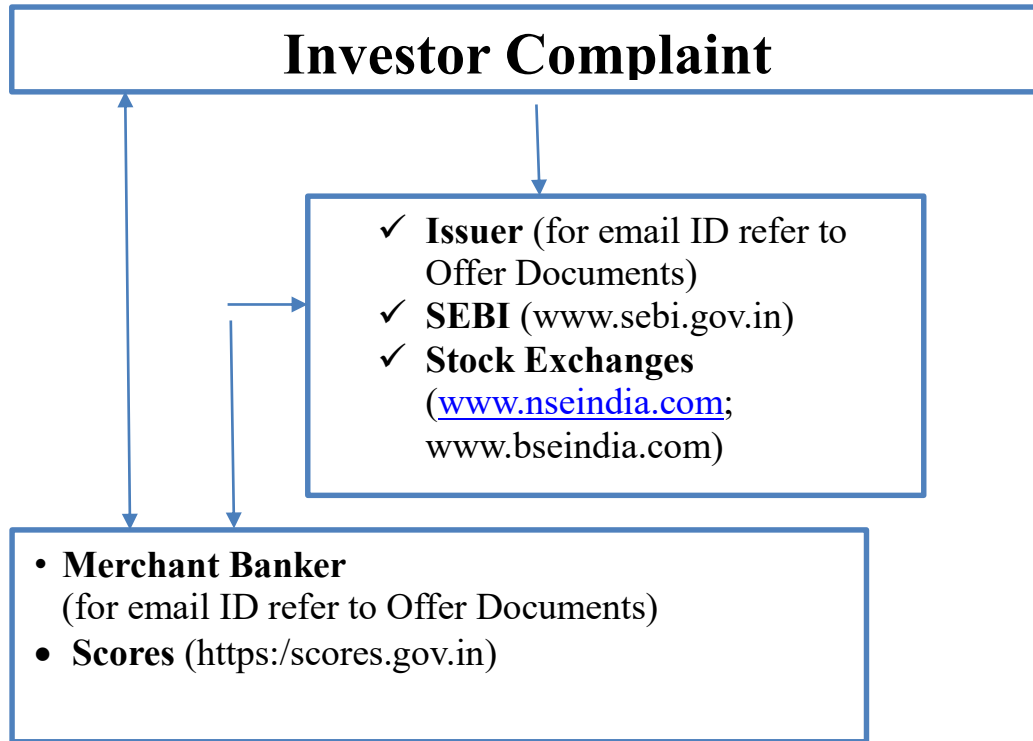 Investor Complaint
✓ Issuer (for email ID refer to
Offer Documents)
✓ SEBI (www.sebi.gov.in)
✓ Stock Exchanges
(www.nseindia.com;
www.bseindia.com)
• Merchant Banker
(for email ID refer to Offer Documents)
• Scores (https:/scores.gov.in)